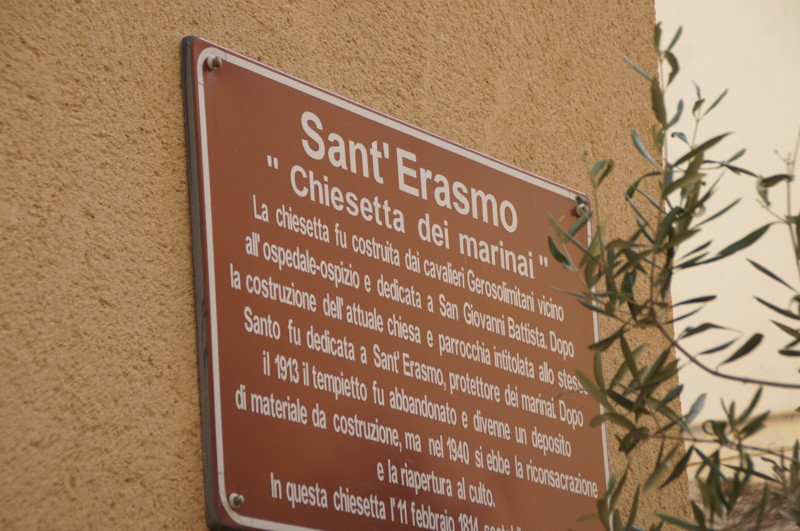 Sant' Erasmo
" Chiesetta dei marinai "
La chiesetta fu costruita dai cavalieri Gerosolimitani vicino
all' ospedale-ospizio e dedicata a San Giovanni Battista. Dopo
la costruzione dell' attuale chiesa e parrocchia intitolata allo stesso
Santo fu dedicata a Sant' Erasmo, protettore dei marinai. Dopo
il 1913 il tempietto fu abbandonato e divenne un deposito
di materiale da costruzione, ma nel 1940 si ebbe la riconsacrazione
e la riapertura al culto.
In questa chiesetta l' 11 febbraio 1814